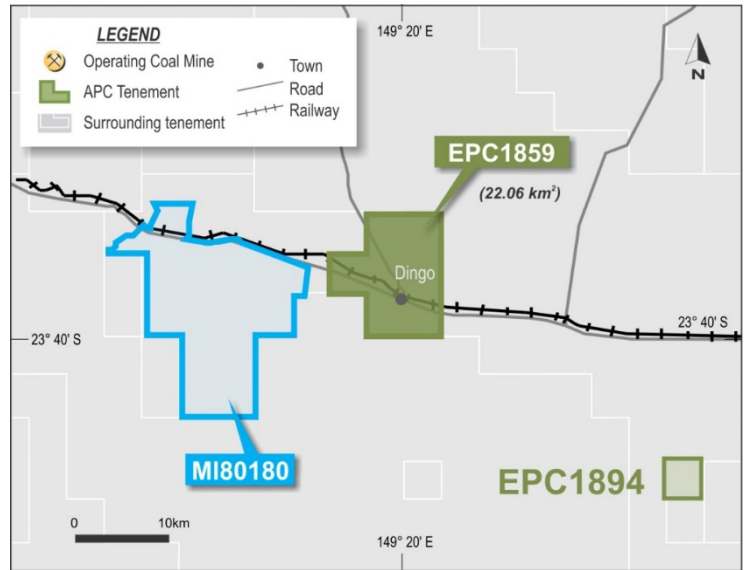 LEGEND
Operating Coal Mine
APC Tenement
Surrounding tenement
Town
Road
Railway
149° 20' E
N
EPC1859
(22.06 km²)
Dingo
23° 40' S
23° 40' S
MI80180
EPC1894
0 10km
149° 20' E